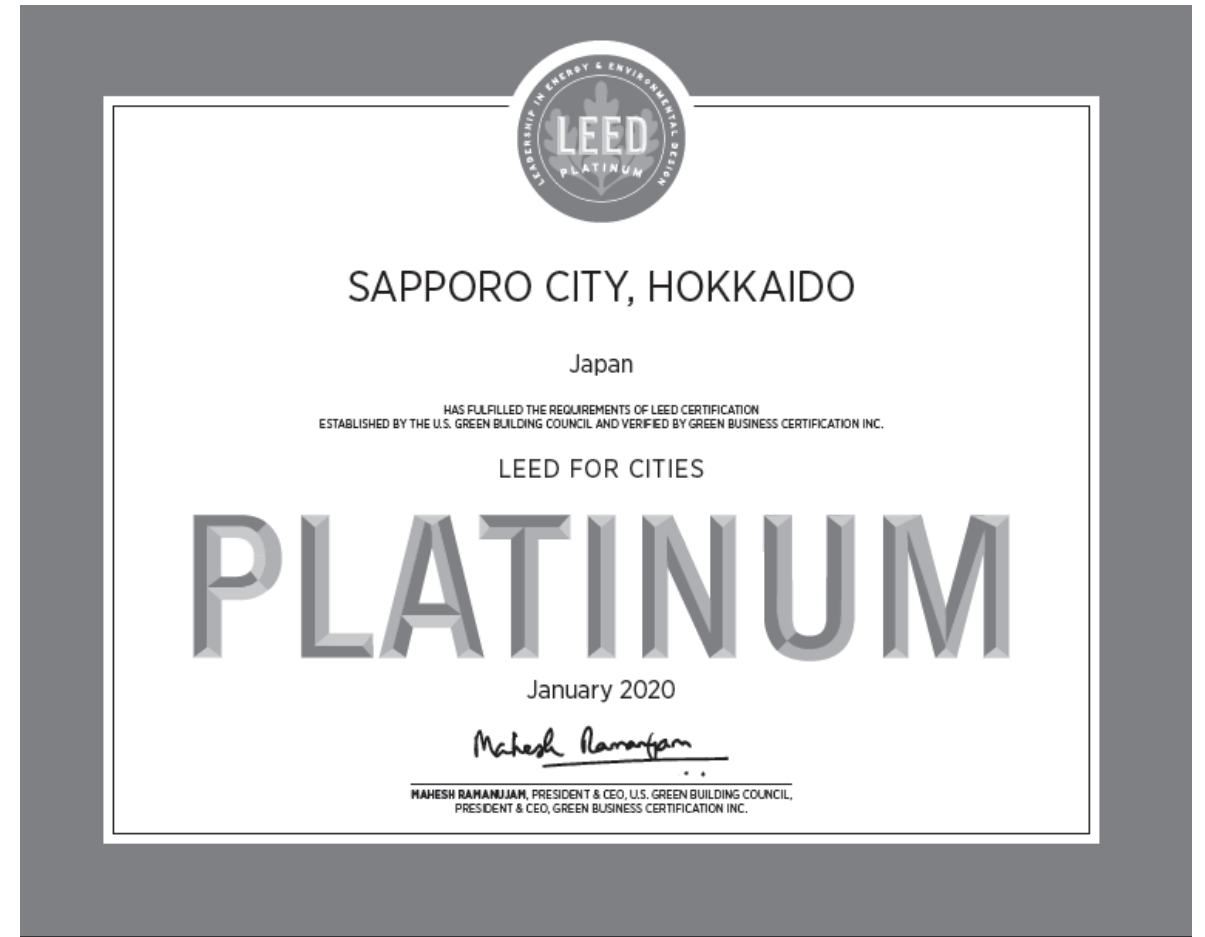 LEADERSHIP IN ENERGY & ENVIRONMENTAL DESIGN
LEED
PLATINUM
SAPPORO CITY, HOKKAIDO
Japan
HAS FULFILLED THE REQUIREMENTS OF LEED CERTIFICATION
ESTABLISHED BY THE U.S. GREEN BUILDING COUNCIL AND VERIFIED BY GREEN BUSINESS CERTIFICATION INC.
LEED FOR CITIES
PLATINUM
January 2020
Mahesh Ramanujam
MAHESH RAMANUJAM, PRESIDENT & CEO, U.S. GREEN BUILDING COUNCIL,
PRESIDENT & CEO, GREEN BUSINESS CERTIFICATION INC.